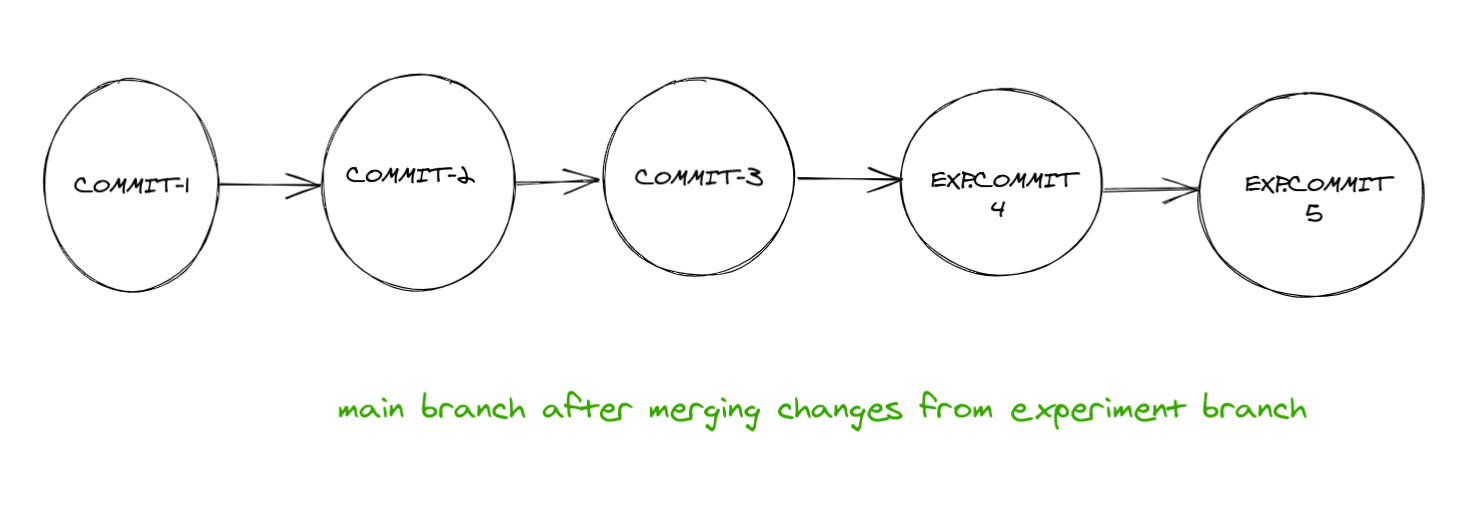 COMMIT-1
COMMIT-2
COMMIT-3
EXP.COMMIT
4
EXP.COMMIT
5
main branch after merging changes from experiment branch